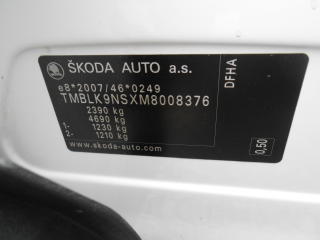 ŠKODA AUTO a.s.
e8*2007/46*0249
TMBLK9NSXM8008376
2390 kg
4690 kg
1- 1230 kg
2- 1210 kg
www.skoda-auto.com
DFHA
0,50